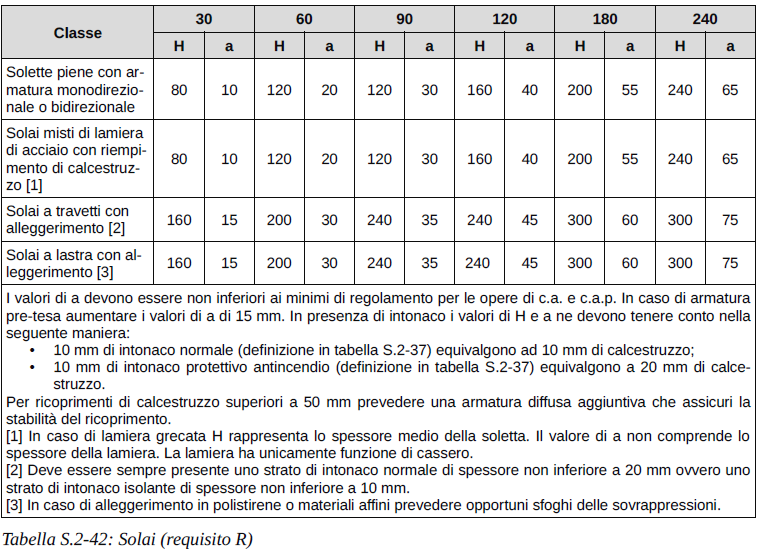 Classe 30 60 90 120 180 240
H a H a H a H a H a H a
Solette piene con ar-
matura monodirezio-
nale o bidirezionale
80 10 120 20 120 30 160 40 200 55 240 65
Solai misti di lamiera
di acciaio con riempi-
mento di calcestruz-
zo [1]
80 10 120 20 120 30 160 40 200 55 240 65
Solai a travetti con
alleggerimento [2]
160 15 200 30 240 35 240 45 300 60 300 75
Solai a lastra con al-
leggerimento [3]
160 15 200 30 240 35 240 45 300 60 300 75
I valori di a devono essere non inferiori ai minimi di regolamento per le opere di c.a. e c.a.p. In caso di armatura
pre-tesa aumentare i valori di a di 15 mm. In presenza di intonaco i valori di H e a ne devono tenere conto nella
seguente maniera:
• 10 mm di intonaco normale (definizione in tabella S.2-37) equivalgono ad 10 mm di calcestruzzo;
• 10 mm di intonaco protettivo antincendio (definizione in tabella S.2-37) equivalgono a 20 mm di calce-
struzzo.
Per ricoprimenti di calcestruzzo superiori a 50 mm prevedere una armatura diffusa aggiuntiva che assicuri la
stabilità del ricoprimento.
[1] In caso di lamiera grecata H rappresenta lo spessore medio della soletta. Il valore di a non comprende lo
spessore della lamiera. La lamiera ha unicamente funzione di cassero.
[2] Deve essere sempre presente uno strato di intonaco normale di spessore non inferiore a 20 mm ovvero uno
strato di intonaco isolante di spessore non inferiore a 10 mm.
[3] In caso di alleggerimento in polistirene o materiali affini prevedere opportuni sfoghi delle sovrappressioni.
Tabella S.2-42: Solai (requisito R)